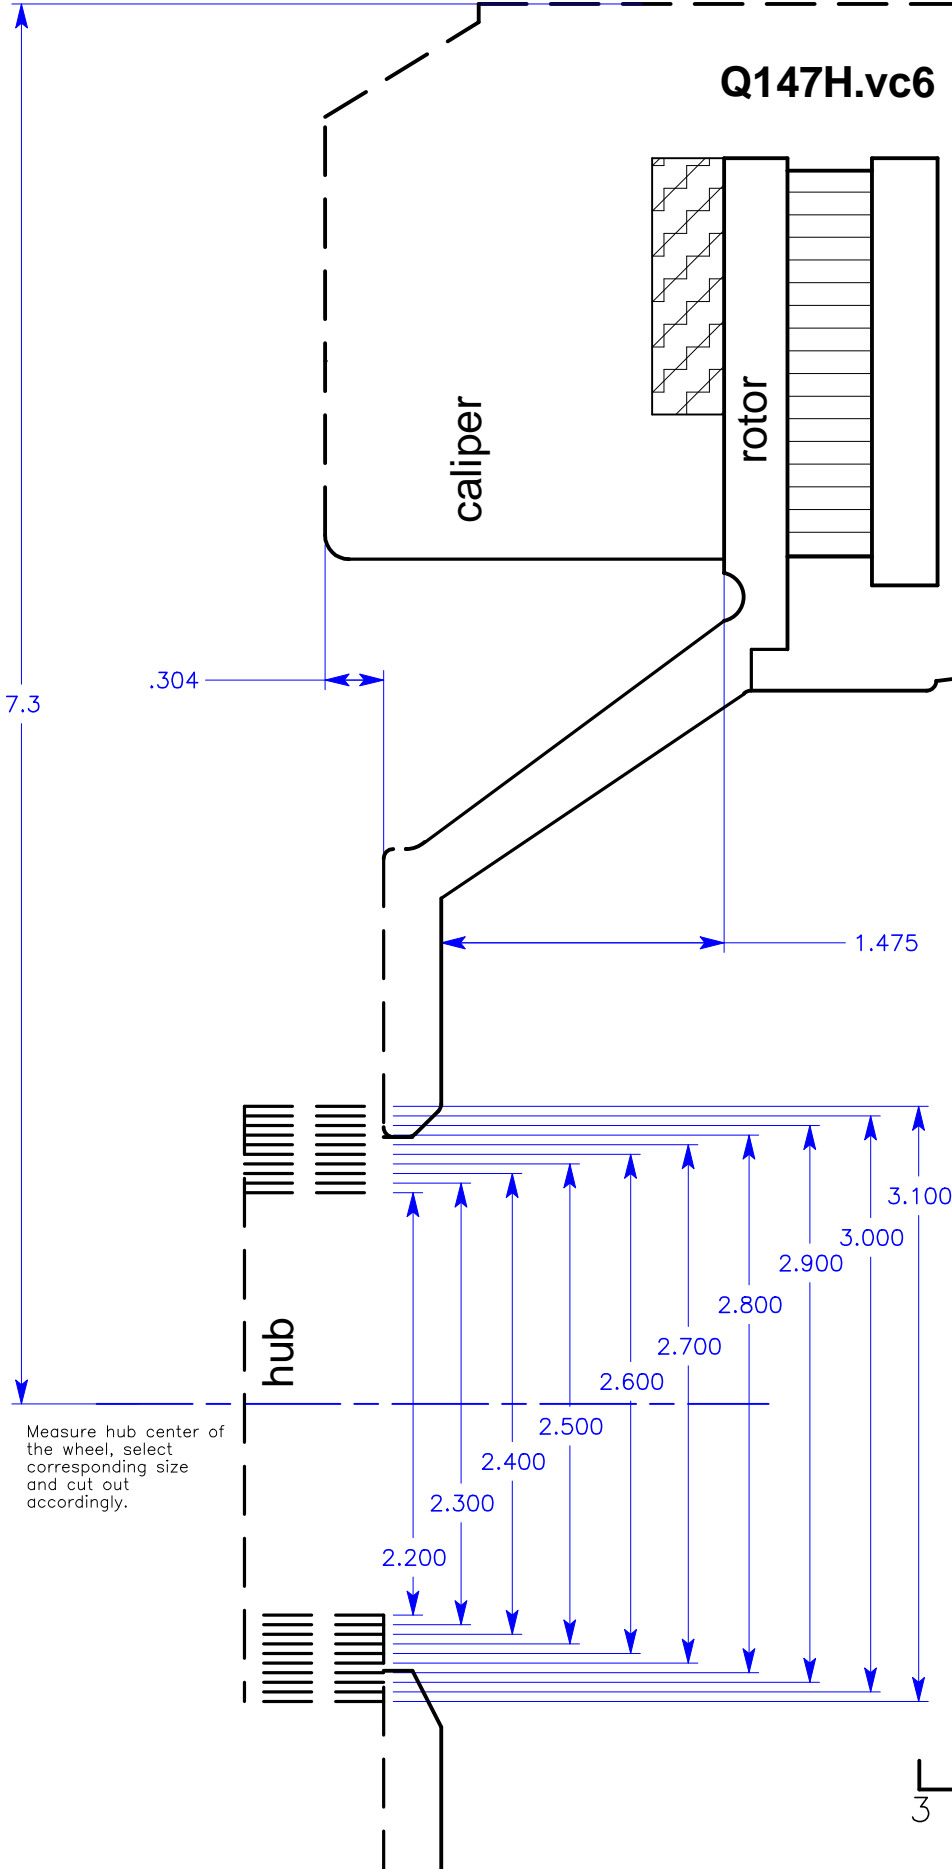 Q147H.vc6
caliper
rotor
.304
7.3
1.475
3.100
3.000
2.900
2.800
hub
2.700
2.600
2.500
Measure hub center of
the wheel, select
corresponding size
and cut out
accordingly.
2.400
2.300
2.200
3